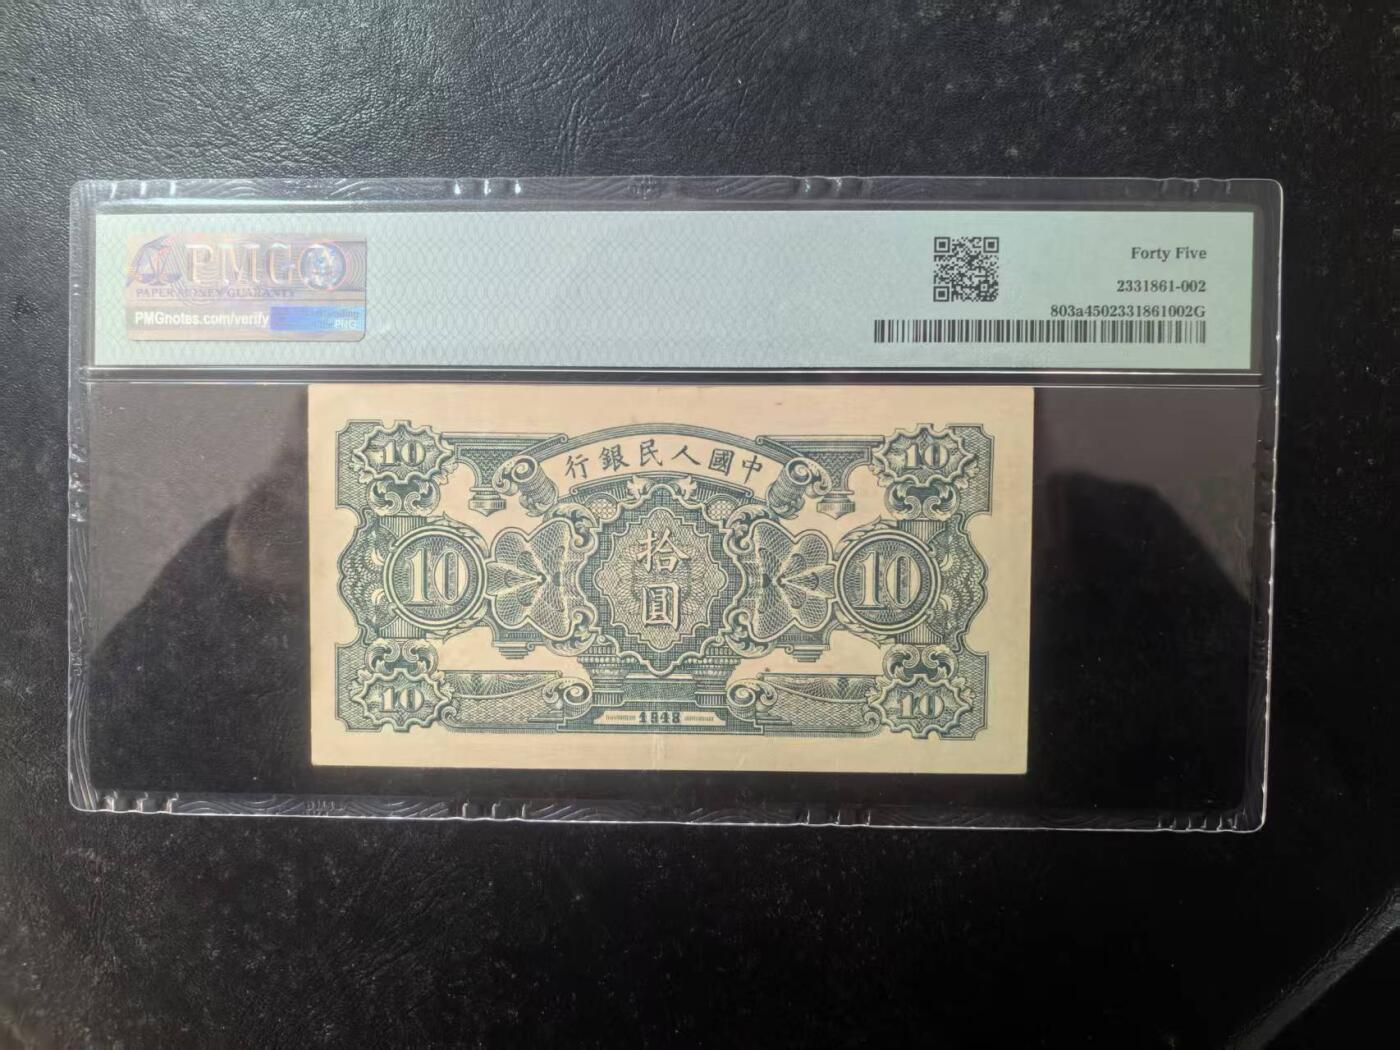 PMG
PAPER MONEY GUARANTY
PMGnotes.com/verify
Forty Five
2331861-002
803a4502331861002G
行銀民人國中
10
10
10
拾
圓
10
10
10
1948